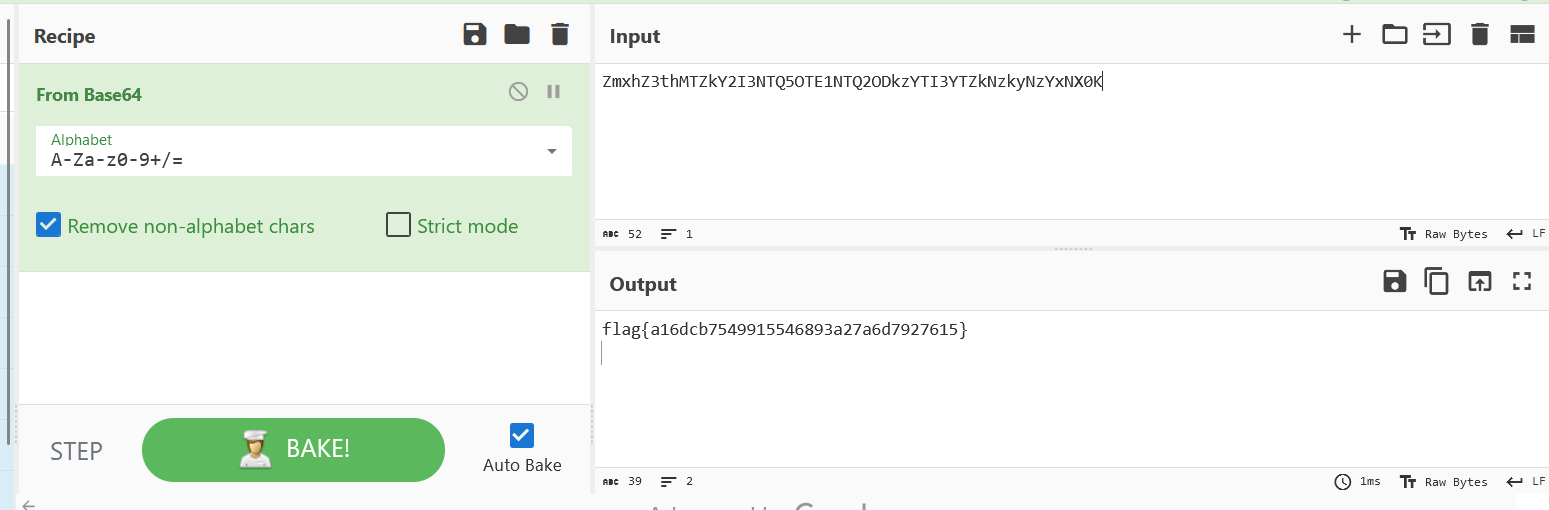 Recipe
From Base64
Alphabet
A-Za-z0-9+/=
Remove non-alphabet chars
Strict mode
STEP
BAKE!
Auto Bake
Input
ZmxhZ3thMTZkY2I3NTQ5OTE1NTQ2ODkzYTI3YTZkNzkyNzYxNX0K
ABC 52 1
Raw Bytes LF
Output
flag{a16dcb7549915546893a27a6d7927615}
ABC 39 2
1ms Raw Bytes LF